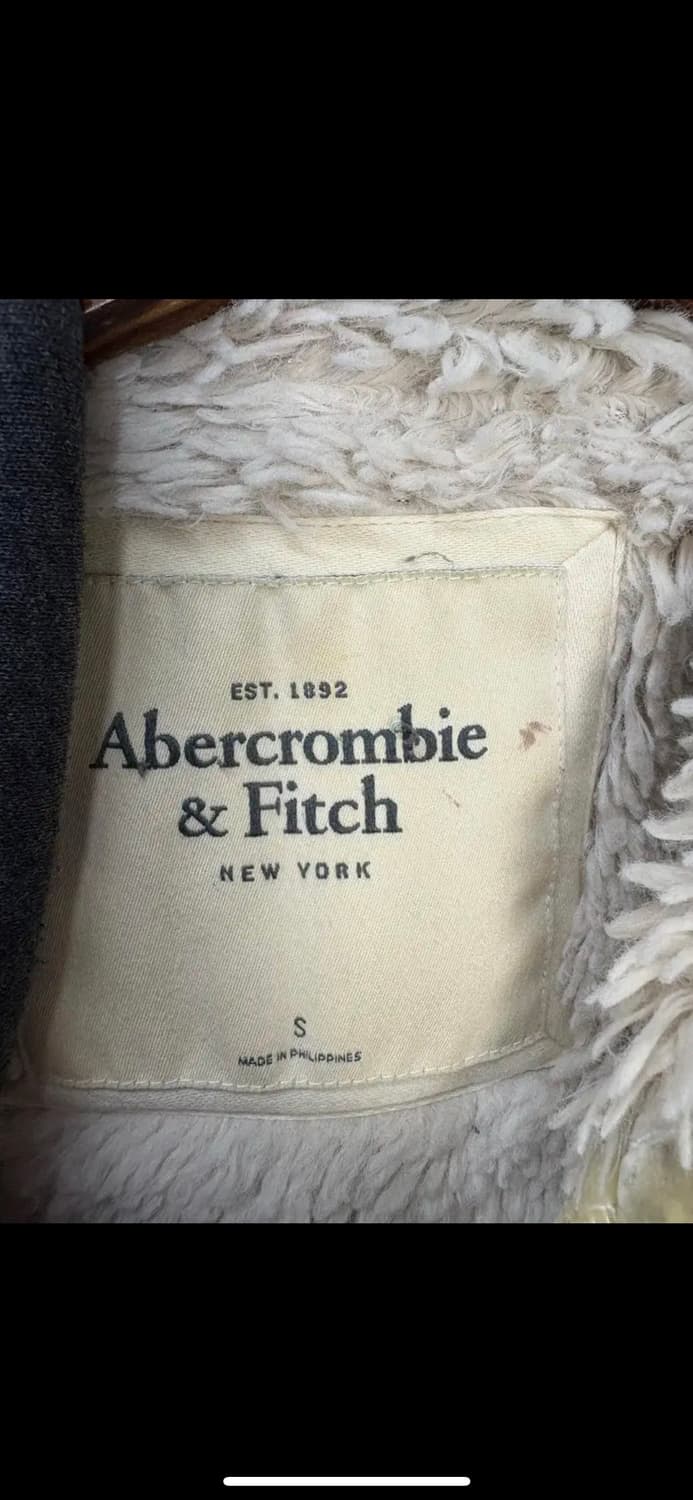 EST. 1892
Abercrombie
& Fitch
NEW YORK
S
MADE IN PHILIPPINES